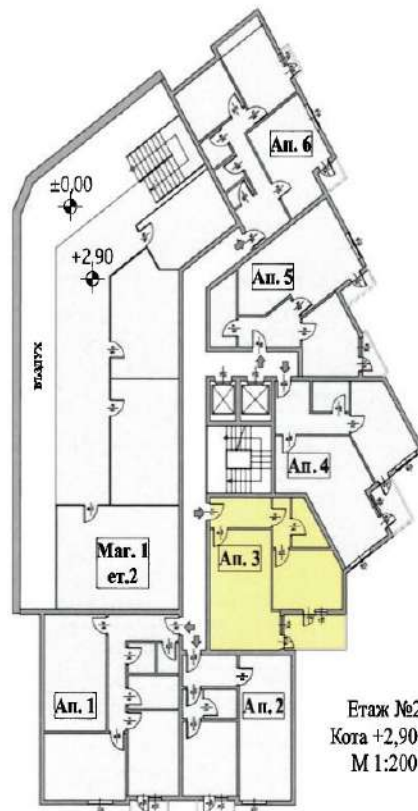 Ап. 6
±0,00
+2,90
Ап. 5
въздух
Ап. 4
Маг. 1
ет.2
Ап. 3
Ап. 1
Ап. 2
Етаж №2
Кота +2,90
М 1:200